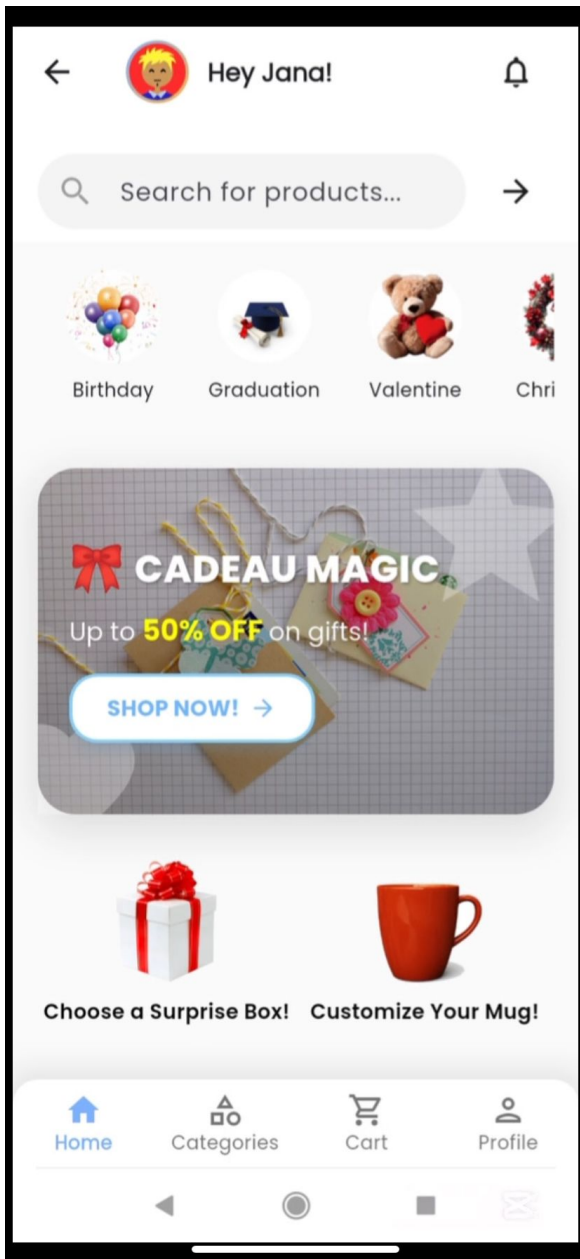 Hey Jana!
Search for products...
Birthday
Graduation
Valentine
Chri
CADEAU MAGIC
Up to 50% OFF on gifts!
SHOP NOW!
Choose a Surprise Box!
Customize Your Mug!
Home
Categories
Cart
Profile